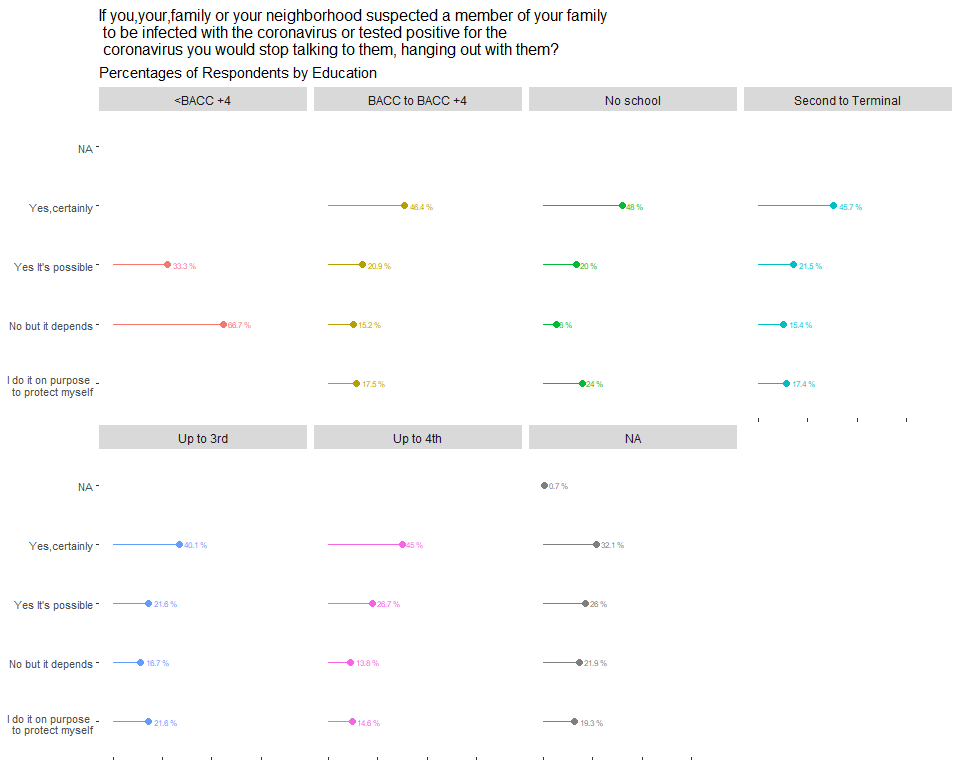 If you,your,family or your neighborhood suspected a member of your family
to be infected with the coronavirus or tested positive for the
coronavirus you would stop talking to them, hanging out with them?
Percentages of Respondents by Education
<BACC +4
BACC to BACC +4
No school
Second to Terminal
NA
Yes,certainly
46.4 %
48 %
45.7 %
Yes It's possible
33.3 %
20.9 %
20 %
21.5 %
No but it depends
66.7 %
15.2 %
8 %
15.4 %
I do it on purpose
to protect myself
17.5 %
24 %
17.4 %
Up to 3rd
Up to 4th
NA
NA
0.7 %
Yes,certainly
40.1 %
45 %
32.1 %
Yes It's possible
21.6 %
26.7 %
26 %
No but it depends
16.7 %
13.8 %
21.9 %
I do it on purpose
to protect myself
21.6 %
14.6 %
19.3 %